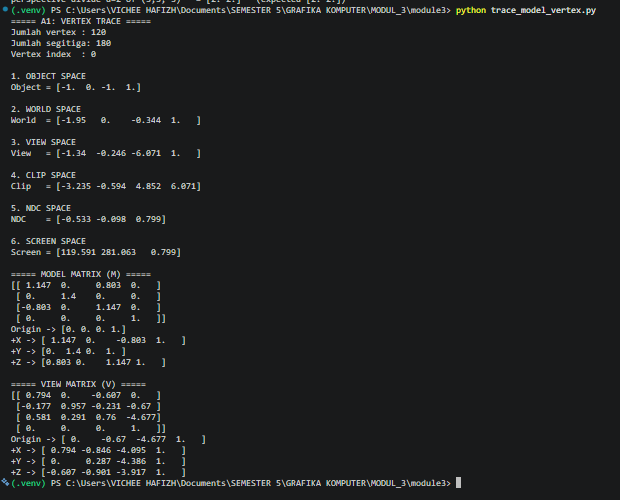 (.venv) PS C:\Users\VICHEE HAFIZH\Documents\SEMESTER 5\GRAFIKA KOMPUTER\MODUL_3\module3> python trace_model_vertex.py
===== A1: VERTEX TRACE =====
Jumlah vertex : 120
Jumlah segitiga: 180
Vertex index  : 0
1. OBJECT SPACE
Object = [-1.  0. -1.  1.]
2. WORLD SPACE
World  = [-1.95   0.    -0.344  1.   ]
3. VIEW SPACE
View   = [-1.34  -0.246 -6.071  1.   ]
4. CLIP SPACE
Clip   = [-3.235 -0.594  4.852  6.071]
5. NDC SPACE
NDC    = [-0.533 -0.098  0.799]
6. SCREEN SPACE
Screen = [119.591 281.063   0.799]
===== MODEL MATRIX (M) =====
[[ 1.147  0.     0.803  0.   ]
 [ 0.     1.4    0.     0.   ]
 [-0.803  0.     1.147  0.   ]
 [ 0.     0.     0.     1.   ]]
Origin -> [0. 0. 0. 1.]
+X -> [ 1.147  0.    -0.803  1.   ]
+Y -> [0.  1.4 0.  1. ]
+Z -> [0.803 0.    1.147 1.   ]
===== VIEW MATRIX (V) =====
[[ 0.794  0.    -0.607  0.   ]
 [-0.177  0.957 -0.231 -0.67 ]
 [ 0.581  0.291  0.76  -4.677]
 [ 0.     0.     0.     1.   ]]
Origin -> [ 0.    -0.67  -4.677  1.   ]
+X -> [ 0.794 -0.846 -4.095  1.   ]
+Y -> [ 0.     0.287 -4.386  1.   ]
+Z -> [-0.607 -0.901 -3.917  1.   ]
(.venv) PS C:\Users\VICHEE HAFIZH\Documents\SEMESTER 5\GRAFIKA KOMPUTER\MODUL_3\module3>